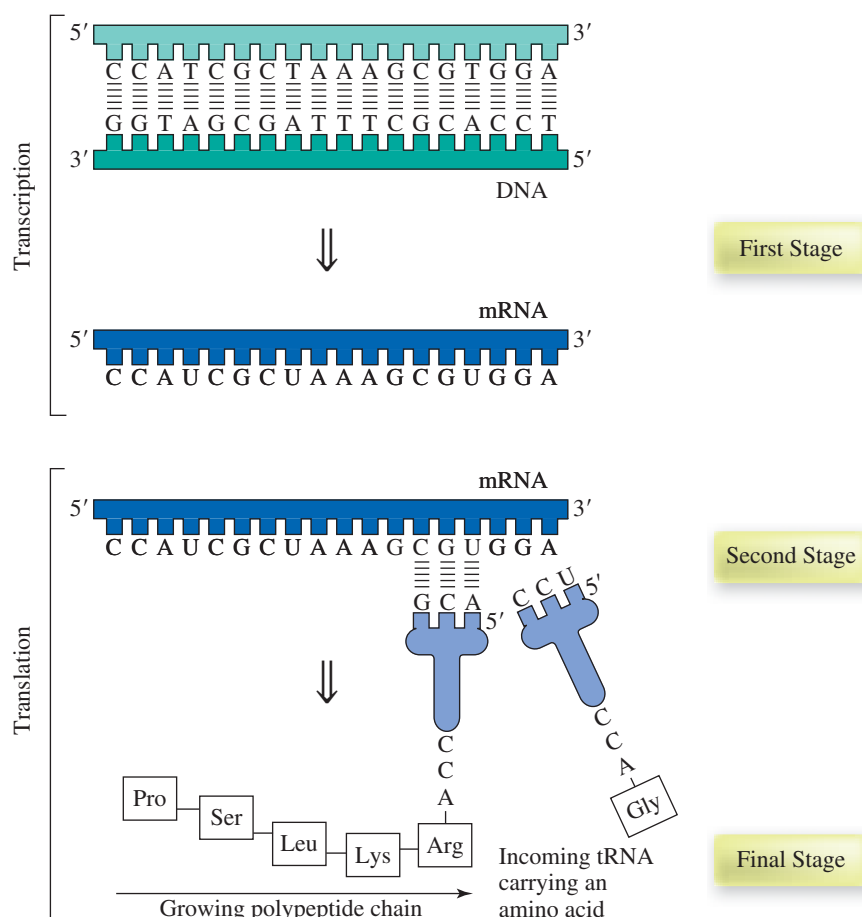 Transcription
5′ 3′
C C A T C G C T A A A G C G T G G A
G G T A G C G A T T T C G C A C C T
3′ 5′
DNA
First Stage
mRNA
5′ 3′
C C A U C G C U A A A G C G U G G A
Translation
mRNA
5′ 3′
C C A U C G C U A A A G C G U G G A
Second Stage
G C A 5′
C C U 5′
C
C
A
C
C
A
Pro
Ser
Leu
Lys
Arg
Gly
Incoming tRNA
carrying an
amino acid
Final Stage
Growing polypeptide chain